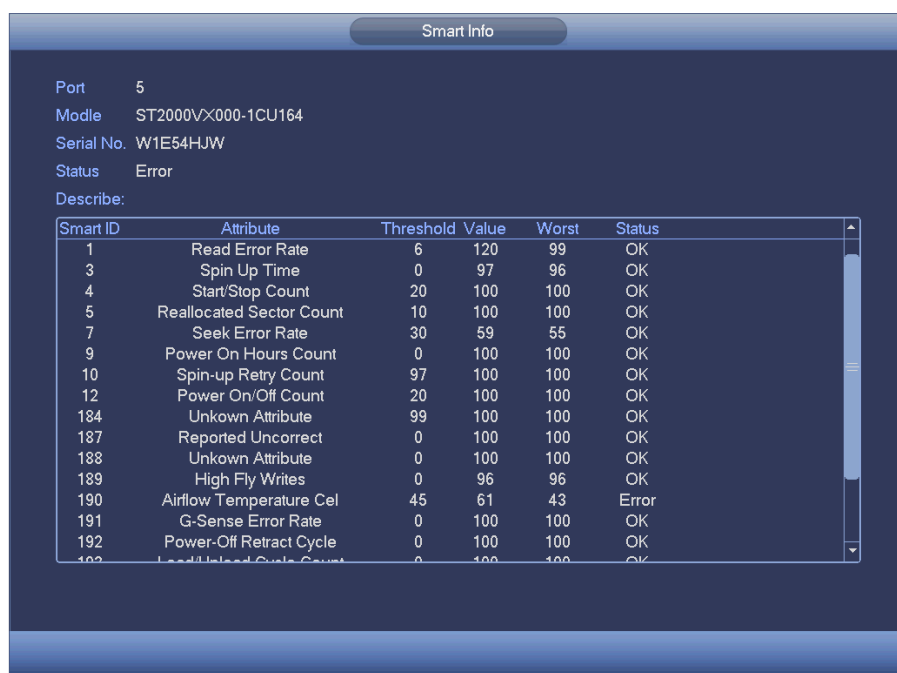 Smart Info
Port 5
Modle ST2000VX000-1CU164
Serial No. W1E54HJW
Status Error
Describe:
Smart ID Attribute Threshold Value Worst Status
1 Read Error Rate 6 120 99 OK
3 Spin Up Time 0 97 96 OK
4 Start/Stop Count 20 100 100 OK
5 Reallocated Sector Count 10 100 100 OK
7 Seek Error Rate 30 59 55 OK
9 Power On Hours Count 0 100 100 OK
10 Spin-up Retry Count 97 100 100 OK
12 Power On/Off Count 20 100 100 OK
184 Unkown Attribute 99 100 100 OK
187 Reported Uncorrect 0 100 100 OK
188 Unkown Attribute 0 100 100 OK
189 High Fly Writes 0 96 96 OK
190 Airflow Temperature Cel 45 61 43 Error
191 G-Sense Error Rate 0 100 100 OK
192 Power-Off Retract Cycle 0 100 100 OK